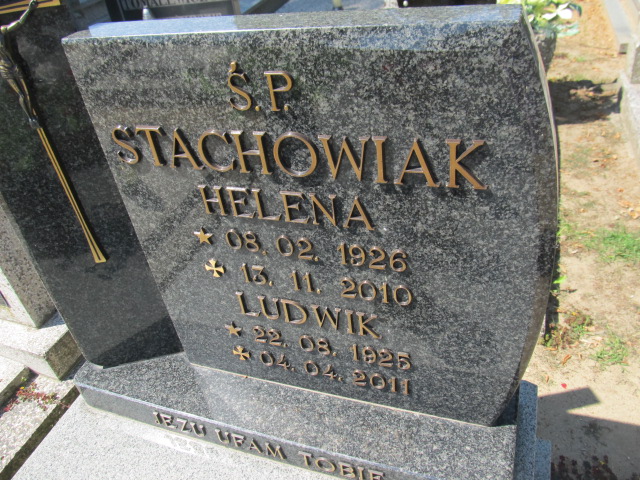 Ś.P.
STACHOWIAK
HELENA
08.02.1926
13.11.2010
LUDWIK
22.08.1925
04.04.2011
JEZU UFAM TOBIE